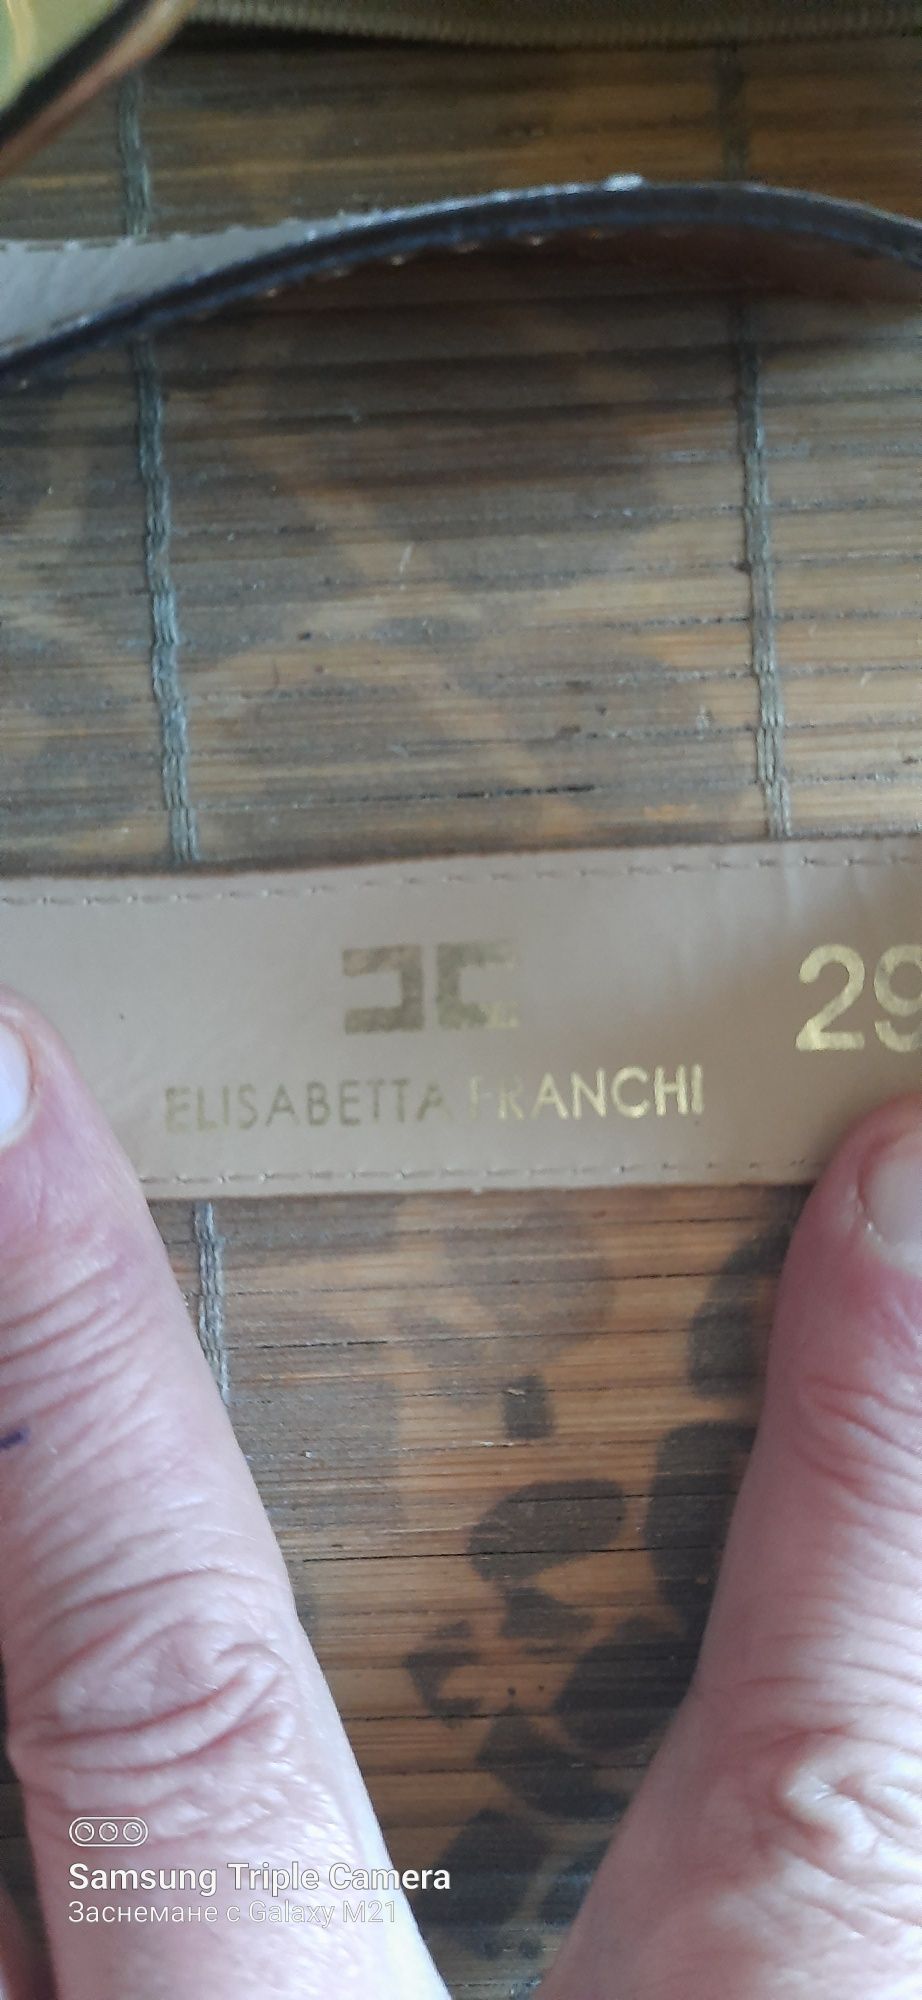 29
ELISABETTA FRANCHI
Samsung Triple Camera
Заснемане с Galaxy M21